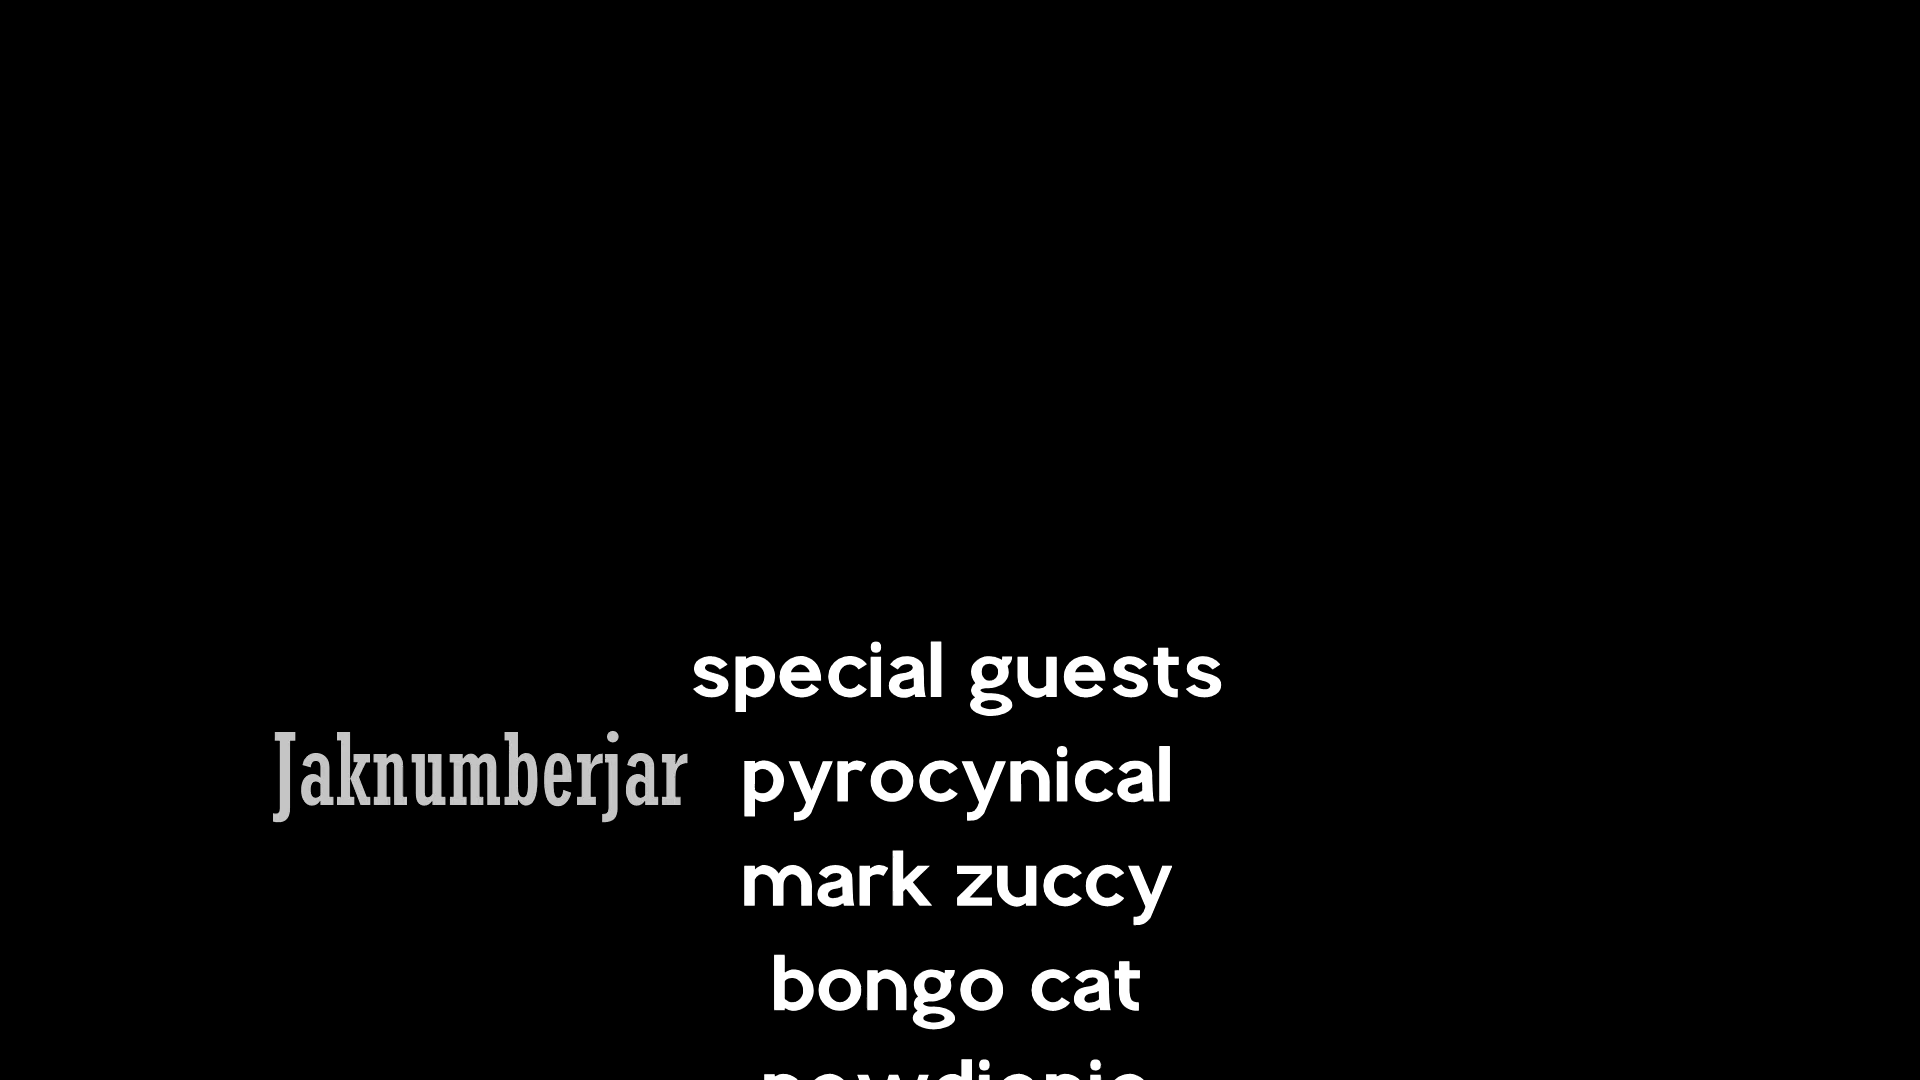 special guests
Jaknumberjar
pyrocynical
mark zuccy
bongo cat